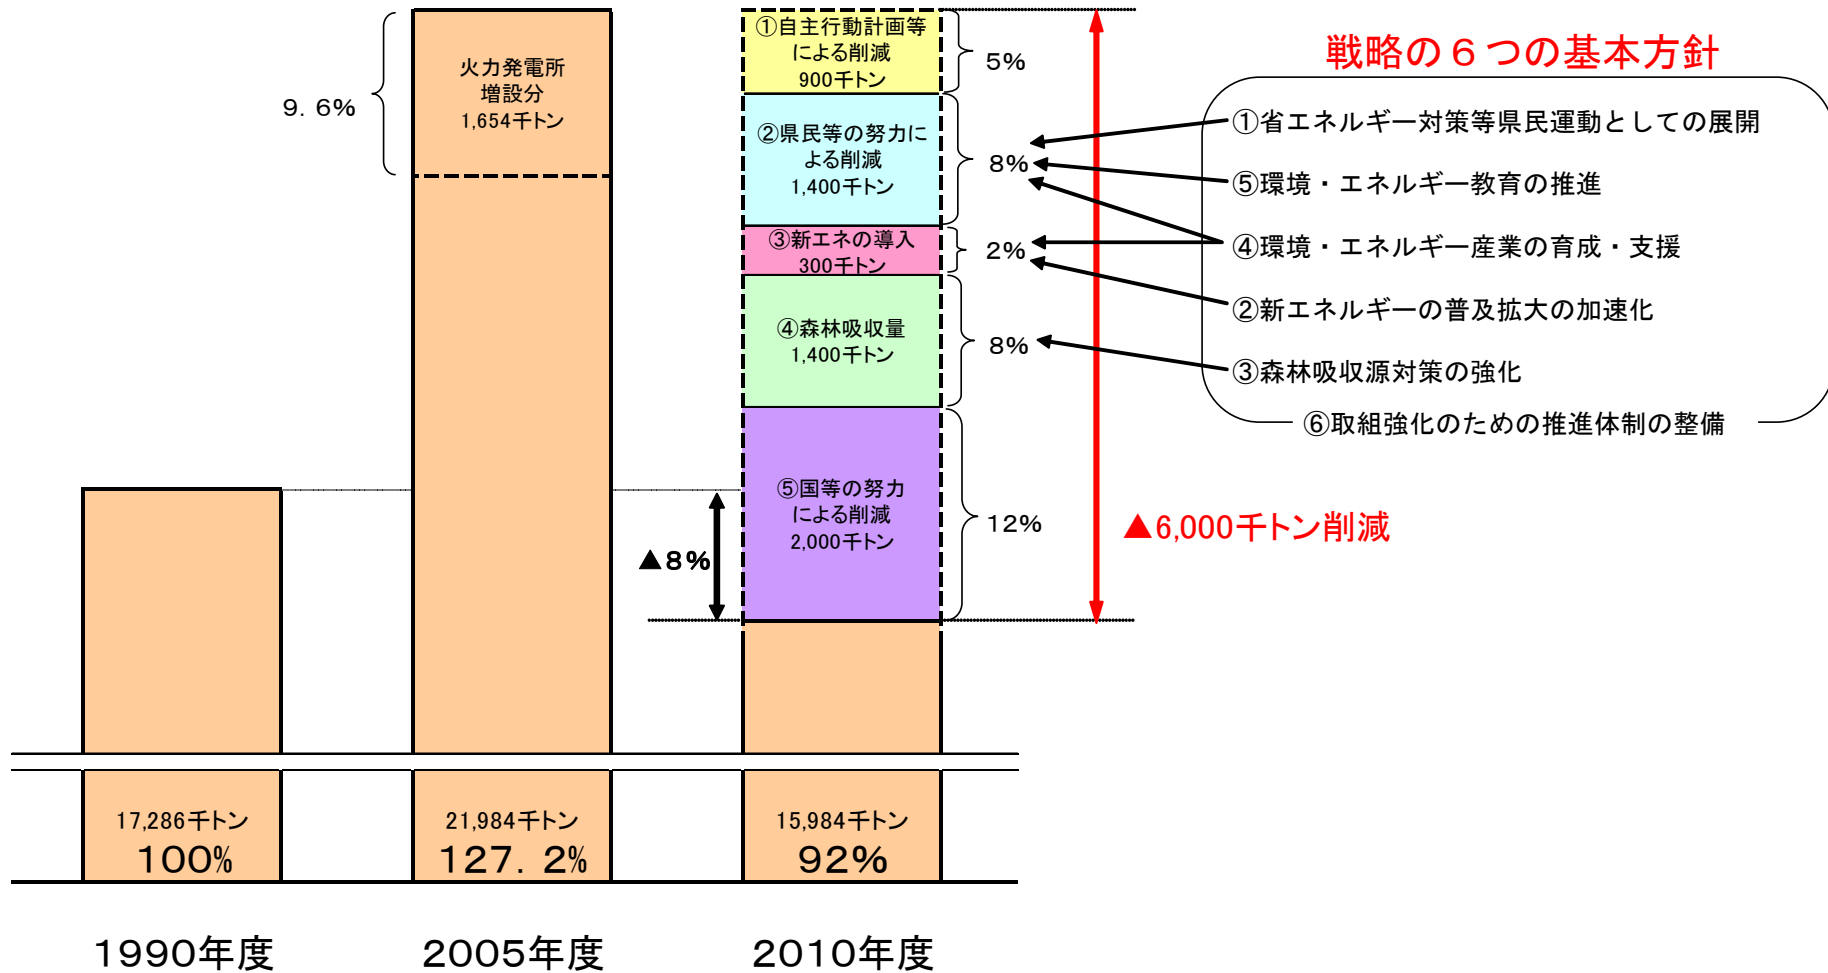 9．6%
火力発電所
増設分
1,654千トン
①自主行動計画等
による削減
900千トン
5%
②県民等の努力に
よる削減
1,400千トン
8%
③新エネの導入
300千トン
2%
④森林吸収量
1,400千トン
8%
⑤国等の努力
による削減
2,000千トン
12%
▲8%
▲6,000千トン削減
戦略の６つの基本方針
①省エネルギー対策等県民運動としての展開
⑤環境・エネルギー教育の推進
④環境・エネルギー産業の育成・支援
②新エネルギーの普及拡大の加速化
③森林吸収源対策の強化
⑥取組強化のための推進体制の整備
17,286千トン
100%
21,984千トン
127．2%
15,984千トン
92%
1990年度
2005年度
2010年度